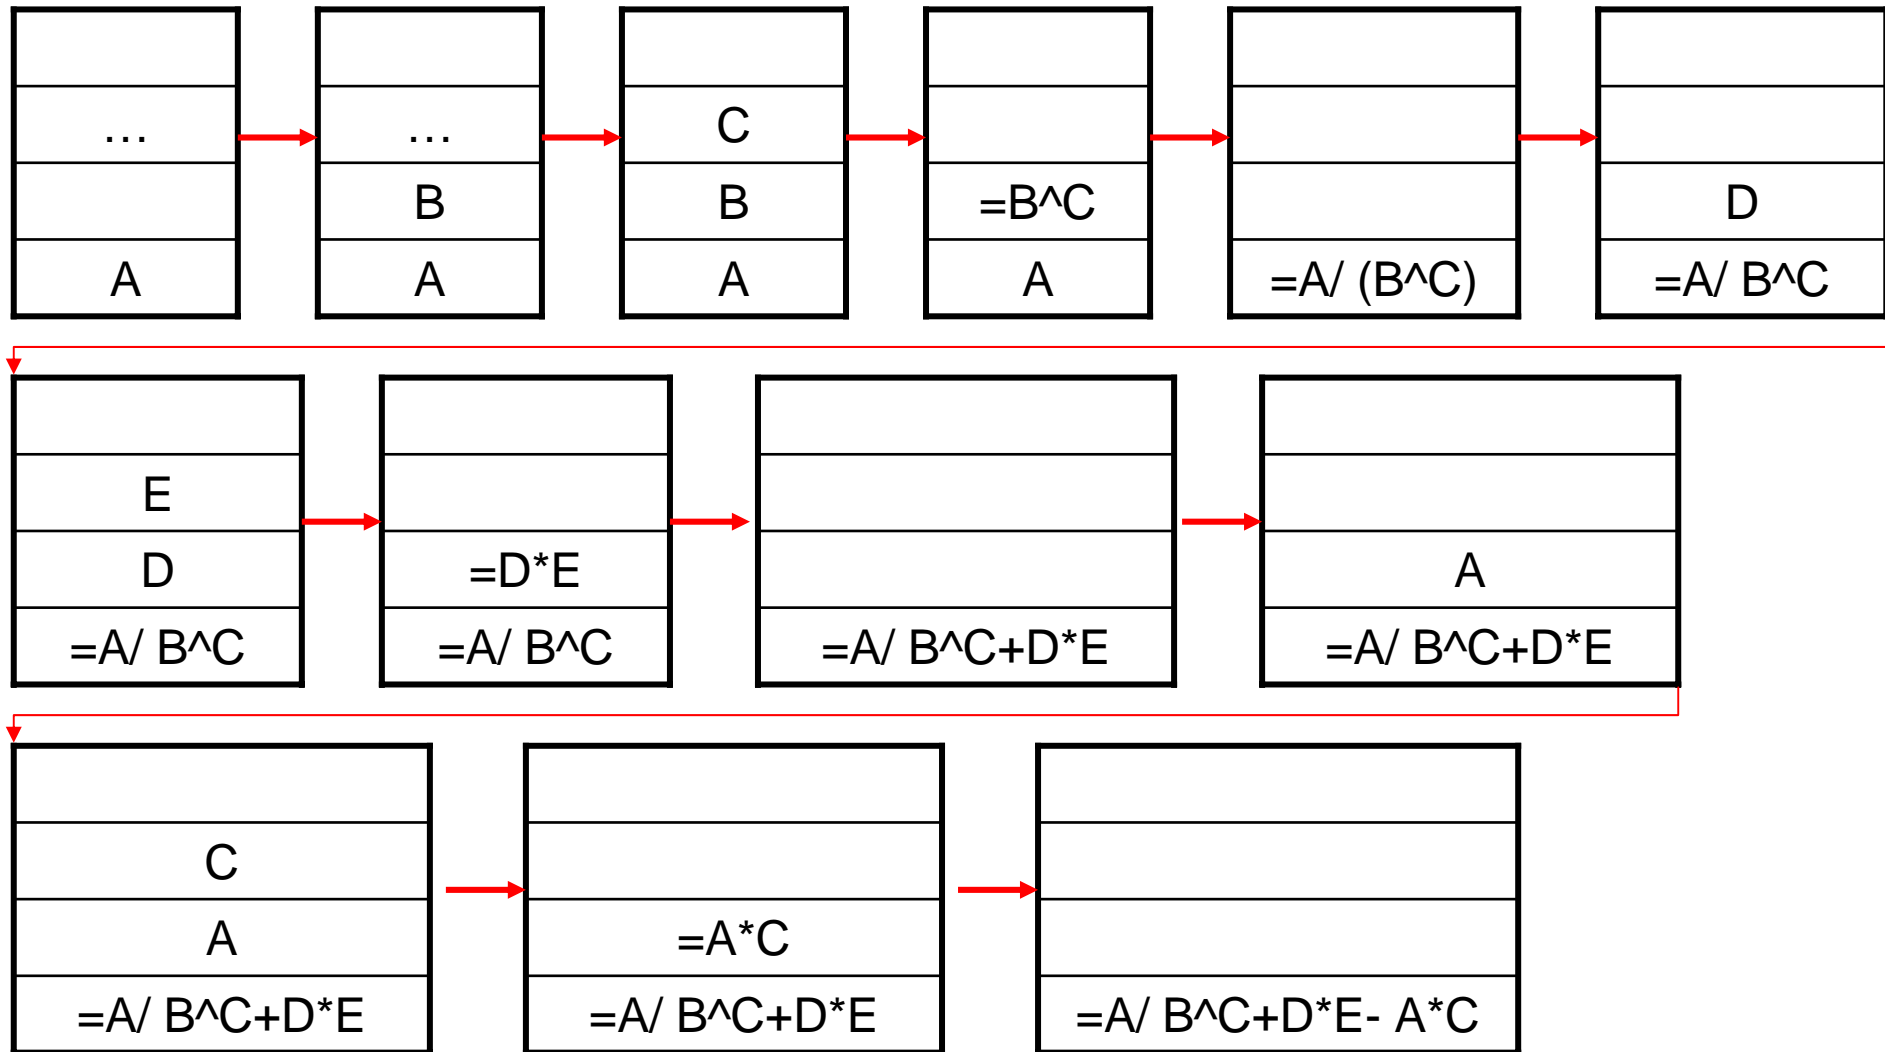 …
A
…
B
A
C
B
A
=B^C
A
=A/ (B^C)
D
=A/ B^C
E
D
=A/ B^C
=D*E
=A/ B^C
=A/ B^C+D*E
A
=A/ B^C+D*E
C
A
=A/ B^C+D*E
=A*C
=A/ B^C+D*E
=A/ B^C+D*E- A*C